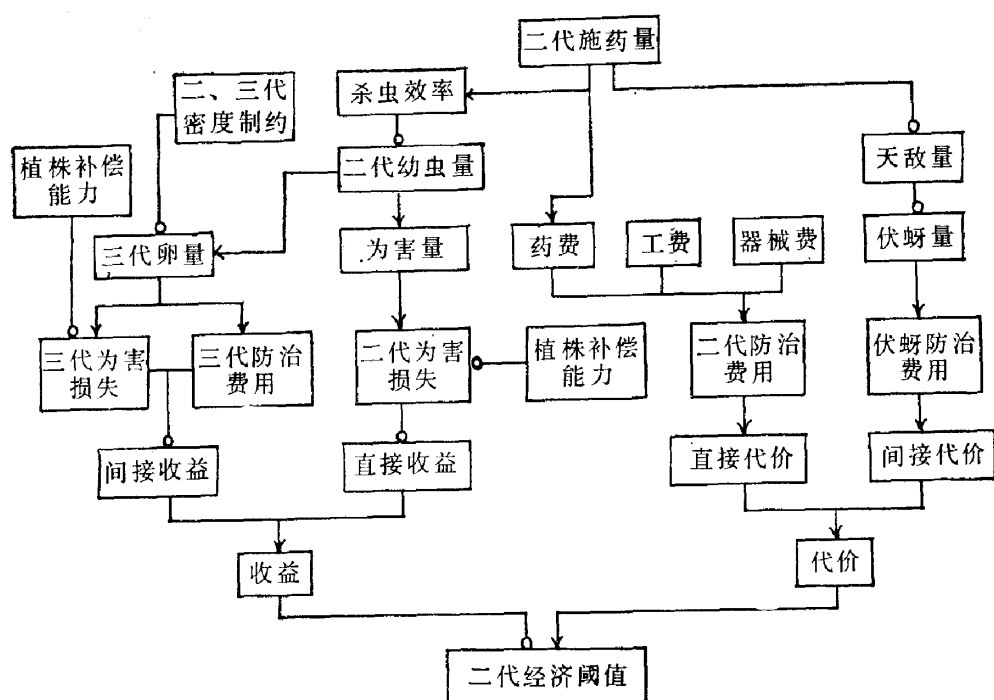 二代施药量
二、三代
密度制约
杀虫效率
植株补偿
能力
二代幼虫量
天敌量
三代卵量
为害量
药费
工费
器械费
伏蚜量
三代为害
损失
三代防治
费用
二代为害
损失
植株补偿
能力
二代防治
费用
伏蚜防治
费用
间接收益
直接收益
直接代价
间接代价
收益
代价
二代经济阈值